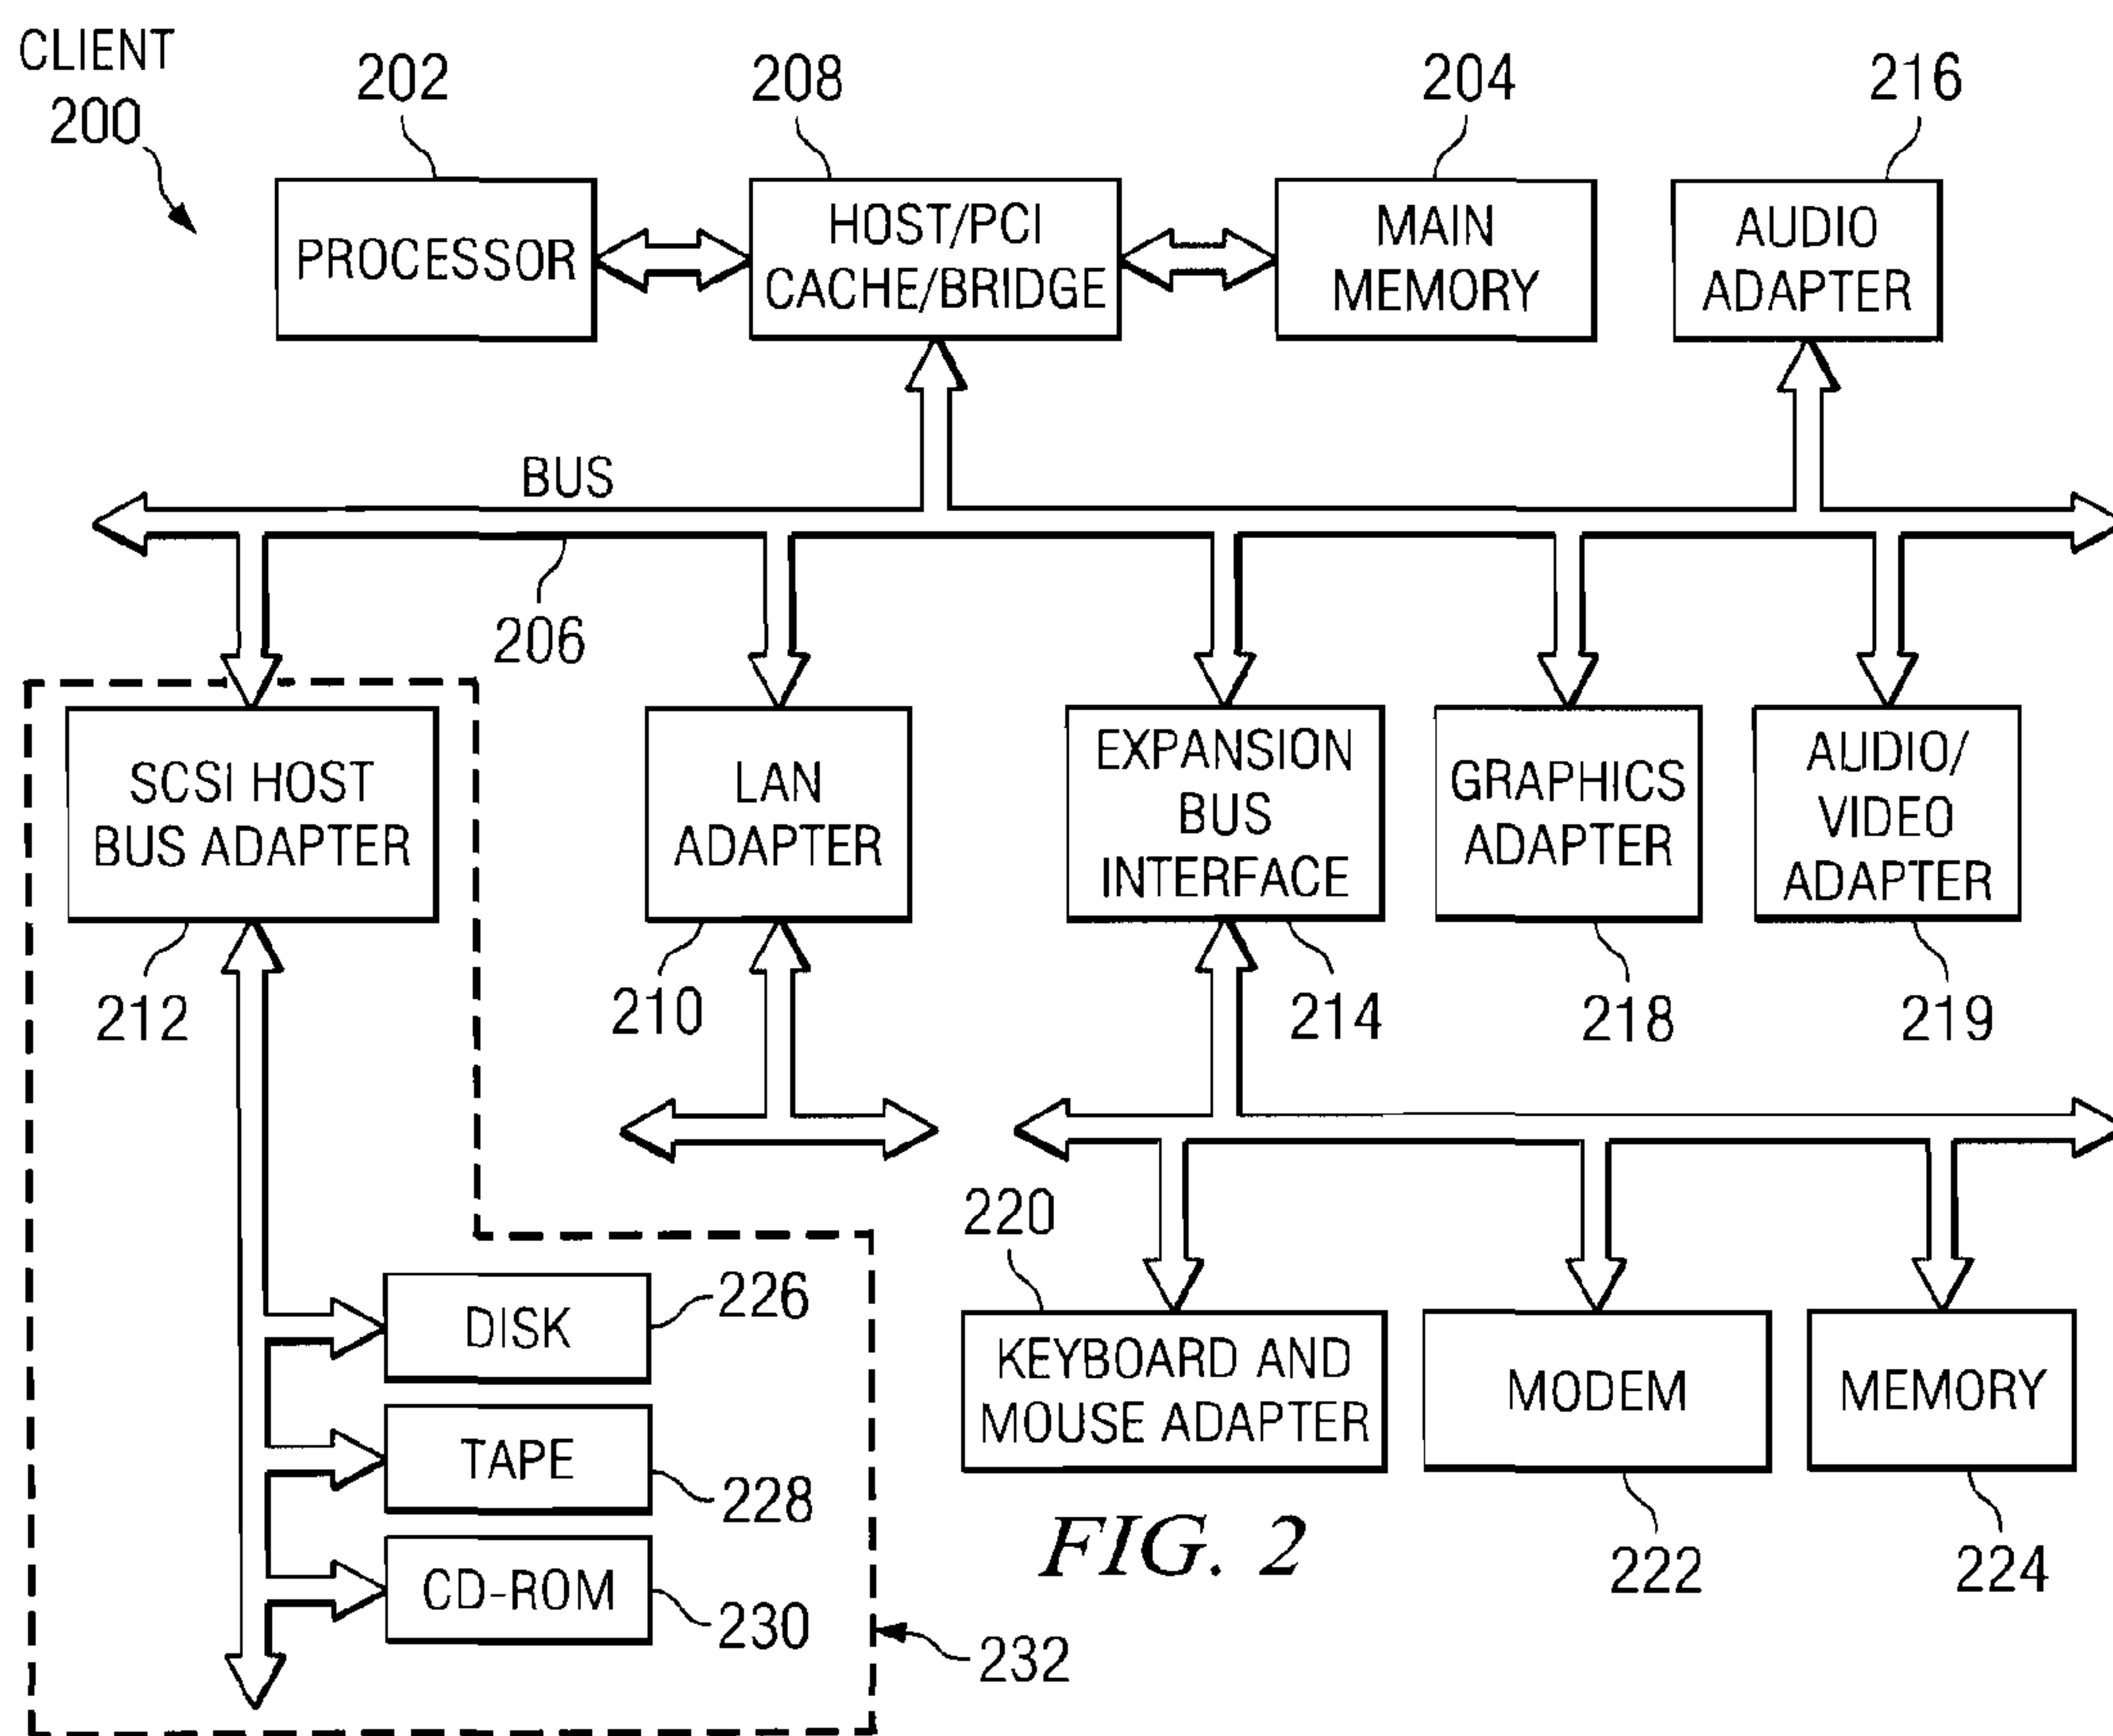 CLIENT
200
202
208
204
216
PROCESSOR
HOST/PCI
CACHE/BRIDGE
MAIN
MEMORY
AUDIO
ADAPTER
BUS
206
SCSI HOST
BUS ADAPTER
LAN
ADAPTER
EXPANSION
BUS
INTERFACE
GRAPHICS
ADAPTER
AUDIO/
VIDEO
ADAPTER
212
210
214
218
219
220
DISK
226
TAPE
228
CD-ROM
230
232
KEYBOARD AND
MOUSE ADAPTER
MODEM
MEMORY
222
224
FIG. 2